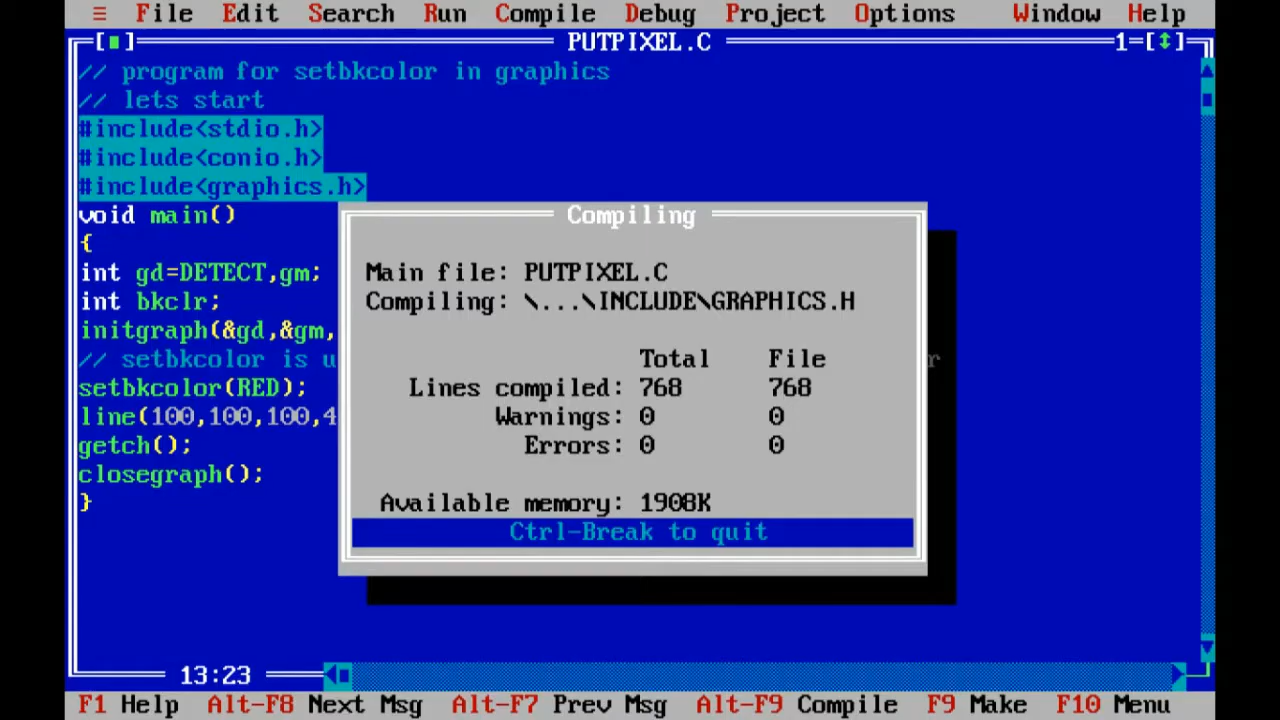 ≡ File Edit Search Run Compile Debug Project Options Window Help
PUTPIXEL.C 1
// program for setbkcolor in graphics
// lets start
#include<stdio.h>
#include<conio.h>
#include<graphics.h>
void main()
{
int gd=DETECT,gm;
int bkclr;
initgraph(&gd,&gm,
// setbkcolor is u
setbkcolor(RED);
line(100,100,100,4
getch();
closegraph();
}
Compiling
Main file: PUTPIXEL.C
Compiling: \...\INCLUDE\GRAPHICS.H
Total File
Lines compiled: 768 768
Warnings: 0 0
Errors: 0 0
Available memory: 1908K
Ctrl-Break to quit
13:23
F1 Help Alt-F8 Next Msg Alt-F7 Prev Msg Alt-F9 Compile F9 Make F10 Menu